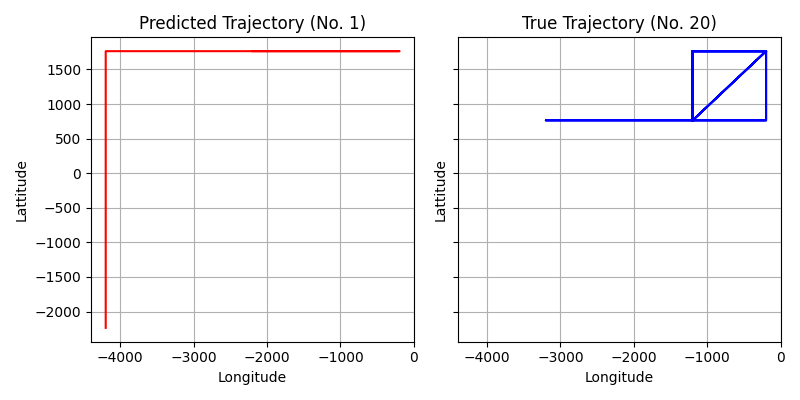 Predicted Trajectory (No. 1)
True Trajectory (No. 20)
1500
1000
500
0
−500
−1000
−1500
−2000
Lattitude
Lattitude
−4000 −3000 −2000 −1000 0
−4000 −3000 −2000 −1000 0
Longitude
Longitude